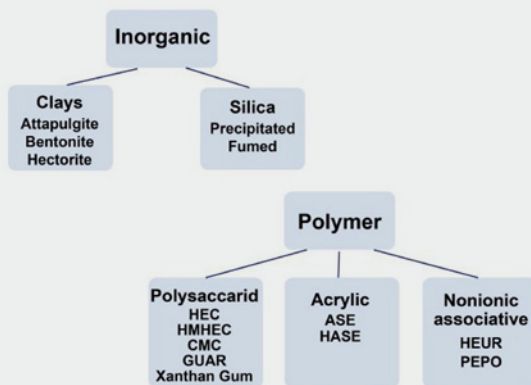 Inorganic
Clays
Attapulgite
Bentonite
Hectorite
Silica
Precipitated
Fumed
Polymer
Polysaccarid
HEC
HMHEC
CMC
GUAR
Xanthan Gum
Acrylic
ASE
HASE
Nonionic
associative
HEUR
PEPO